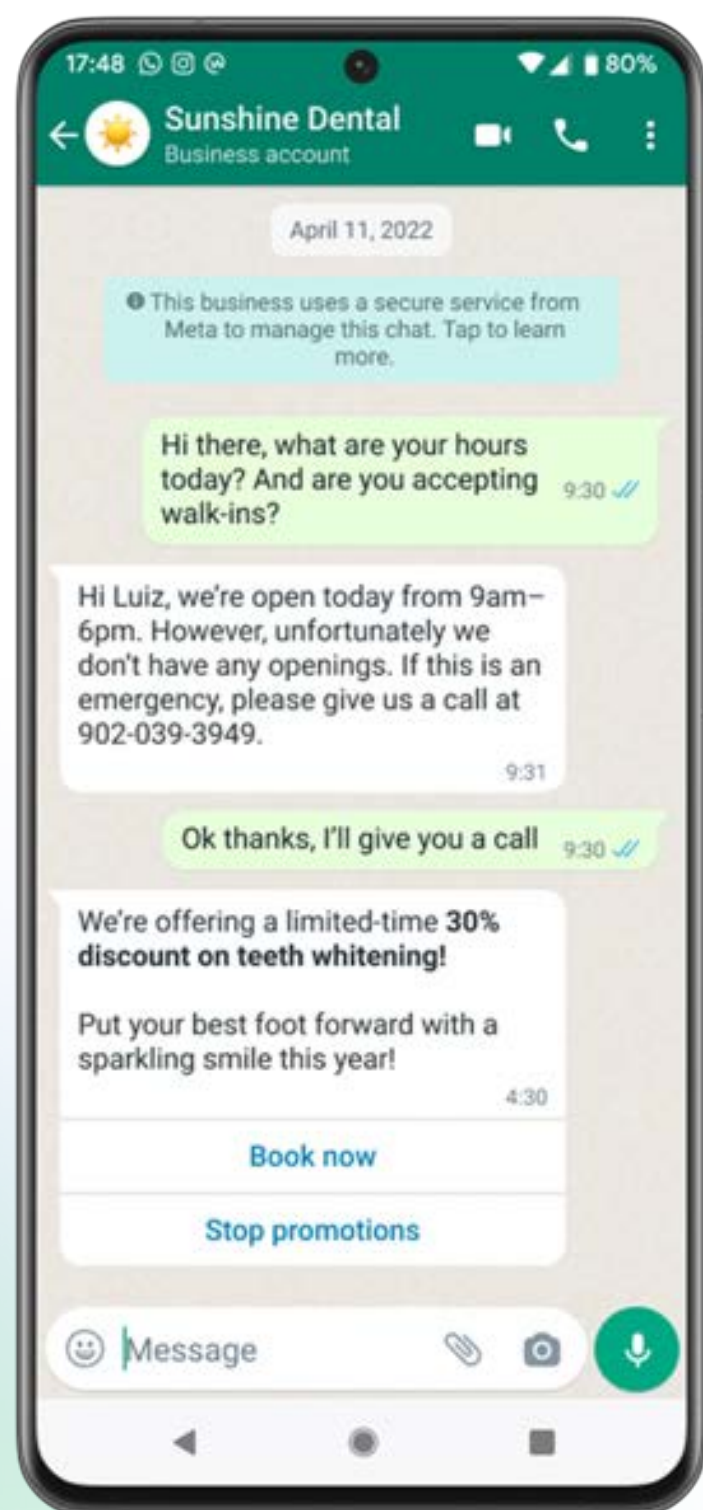 17:48
80%
Sunshine Dental
Business account
April 11, 2022
This business uses a secure service from
Meta to manage this chat. Tap to learn
more.
Hi there, what are your hours
today? And are you accepting
walk-ins?
9:30
Hi Luiz, we're open today from 9am–
6pm. However, unfortunately we
don't have any openings. If this is an
emergency, please give us a call at
902-039-3949.
9:31
Ok thanks, I'll give you a call
9:30
We're offering a limited-time 30%
discount on teeth whitening!
Put your best foot forward with a
sparkling smile this year!
4:30
Book now
Stop promotions
Message